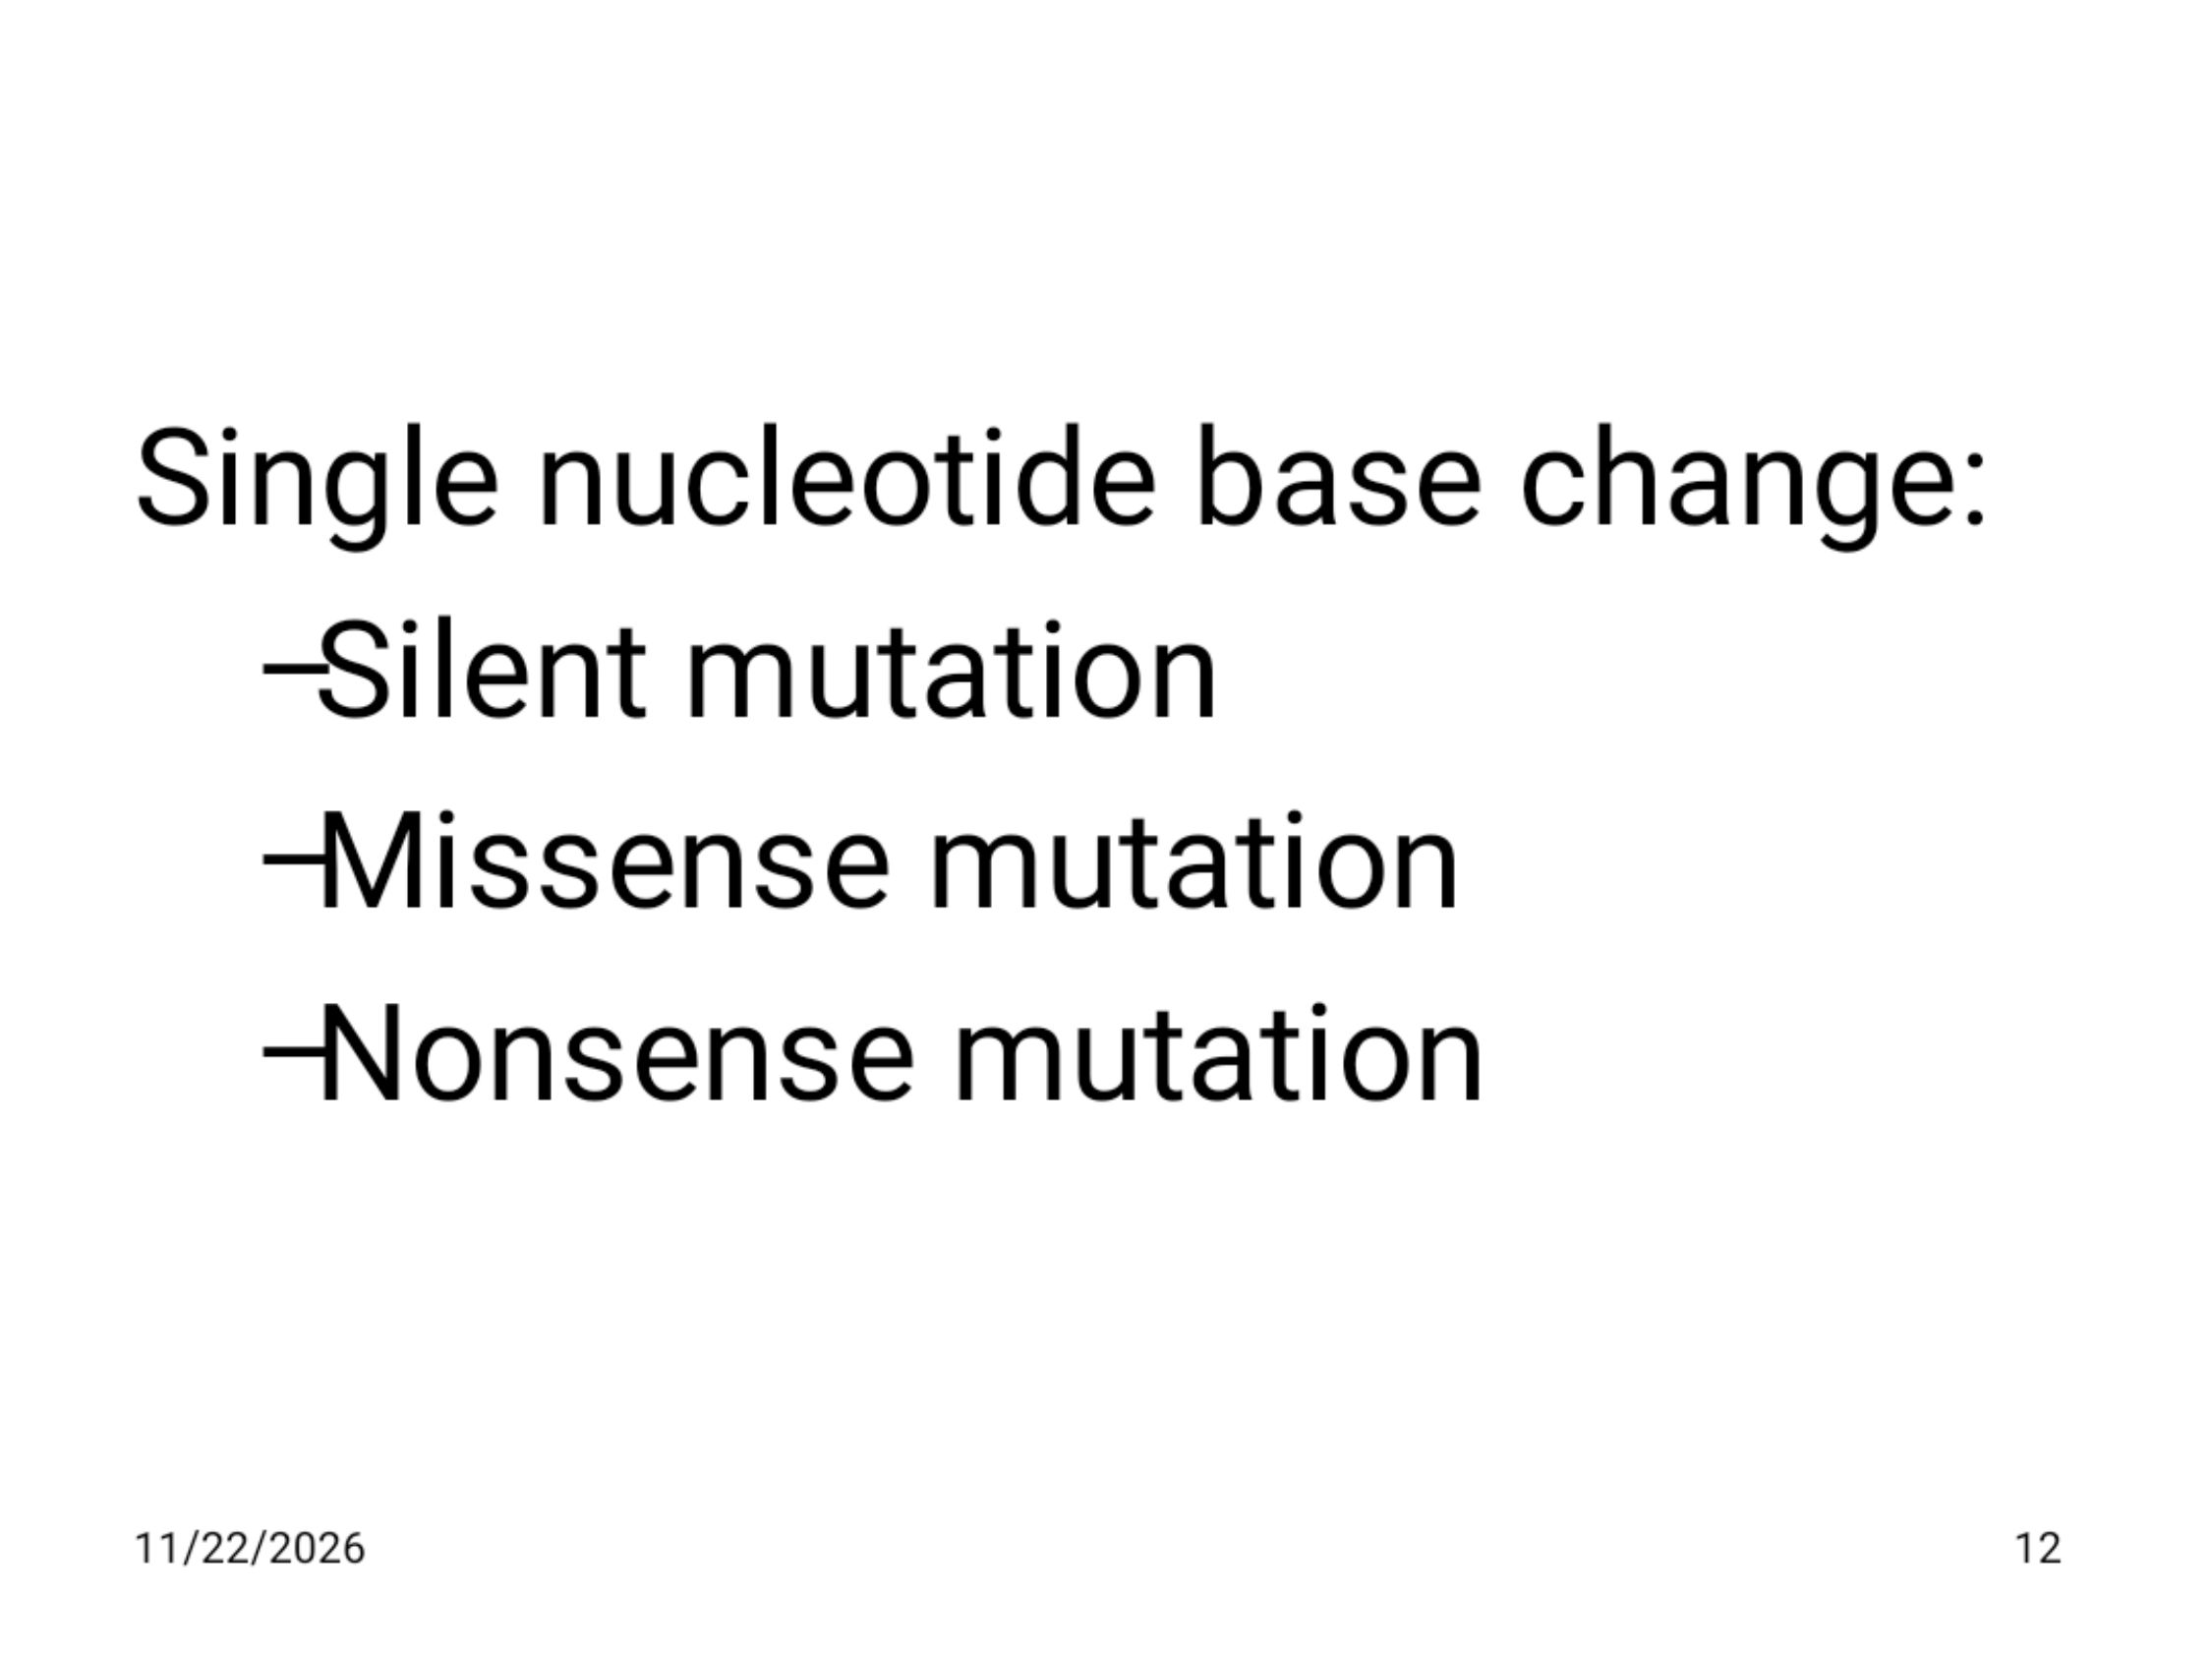 Single nucleotide base change:
–Silent mutation
–Missense mutation
–Nonsense mutation
11/22/2026
12